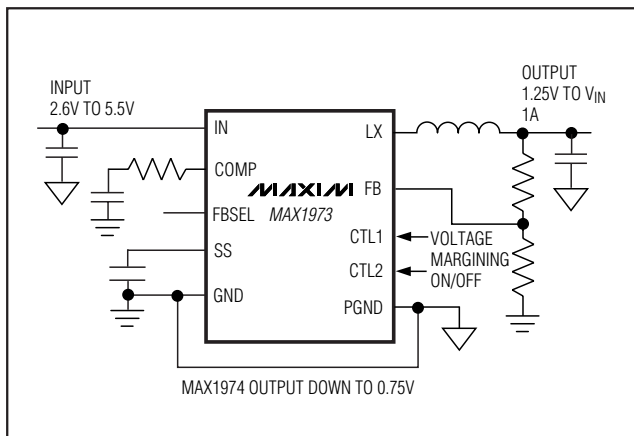 INPUT
2.6V TO 5.5V
OUTPUT
1.25V TO VIN
1A
IN
LX
COMP
MAXIM
FB
FBSEL
MAX1973
SS
CTL1
VOLTAGE
MARGINING
ON/OFF
CTL2
GND
PGND
MAX1974 OUTPUT DOWN TO 0.75V